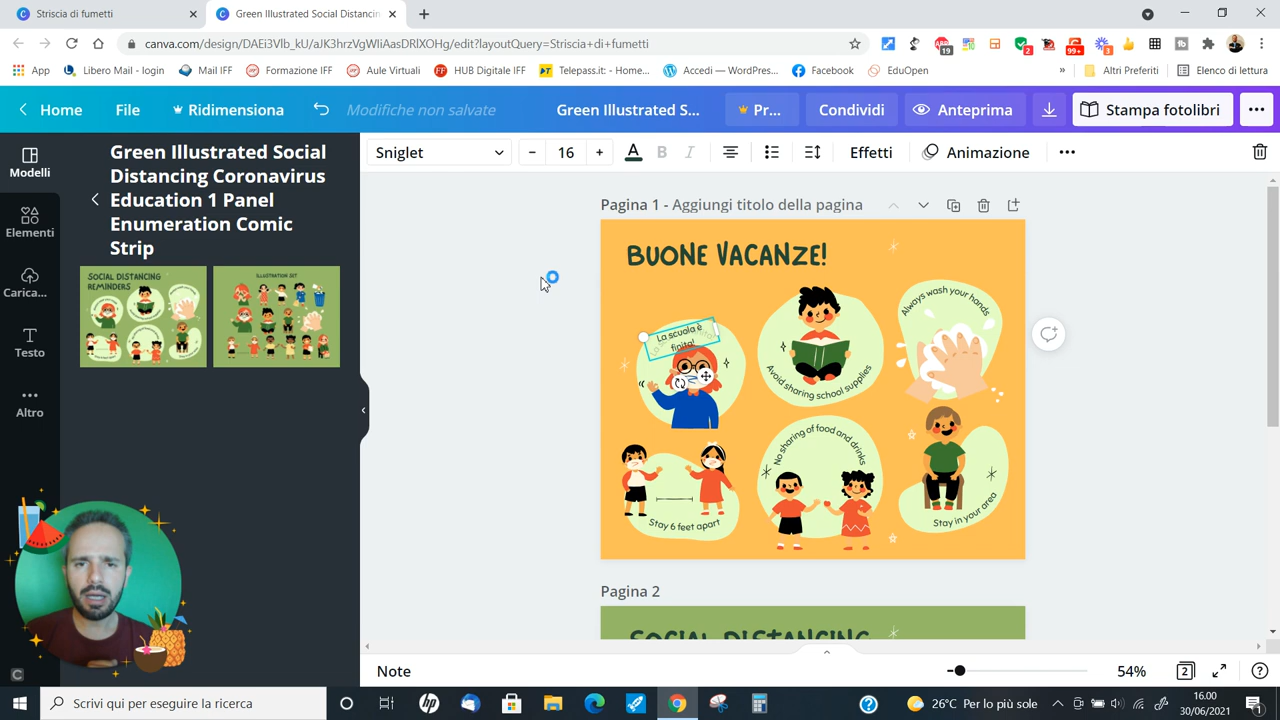 Striscia di fumetti
Green Illustrated Social Distancin
canva.com/design/DAEi3Vlb_kU/aJK3hrzVgWliAasDRlXOHg/edit?layoutQuery=Striscia+di+fumetti
19
2
99+
3
App
Libero Mail - login
Mail IFF
Formazione IFF
Aule Virtuali
HUB Digitale IFF
Telepass.it: - Home...
Accedi — WordPres...
Facebook
EduOpen
»
Altri Preferiti
Elenco di lettura
Home
File
Ridimensiona
Modifiche non salvate
Green Illustrated S...
Pr...
Condividi
Anteprima
Stampa fotolibri
Modelli
Elementi
Carica...
Testo
Altro
Green Illustrated Social
Distancing Coronavirus
Education 1 Panel
Enumeration Comic
Strip
SOCIAL DISTANCING
REMINDERS
ILLUSTRATION SET
Sniglet
16
A
B
I
Effetti
Animazione
Pagina 1 - Aggiungi titolo della pagina
BUONE VACANZE!
La scuola è
finita!
Avoid sharing school supplies
Always wash your hands
Stay 6 feet apart
No sharing of food and drinks
Stay in your area
Pagina 2
SOCIAL DISTANCING
Note
54%
2
Scrivi qui per eseguire la ricerca
26°C Per lo più sole
16.00
30/06/2021
1